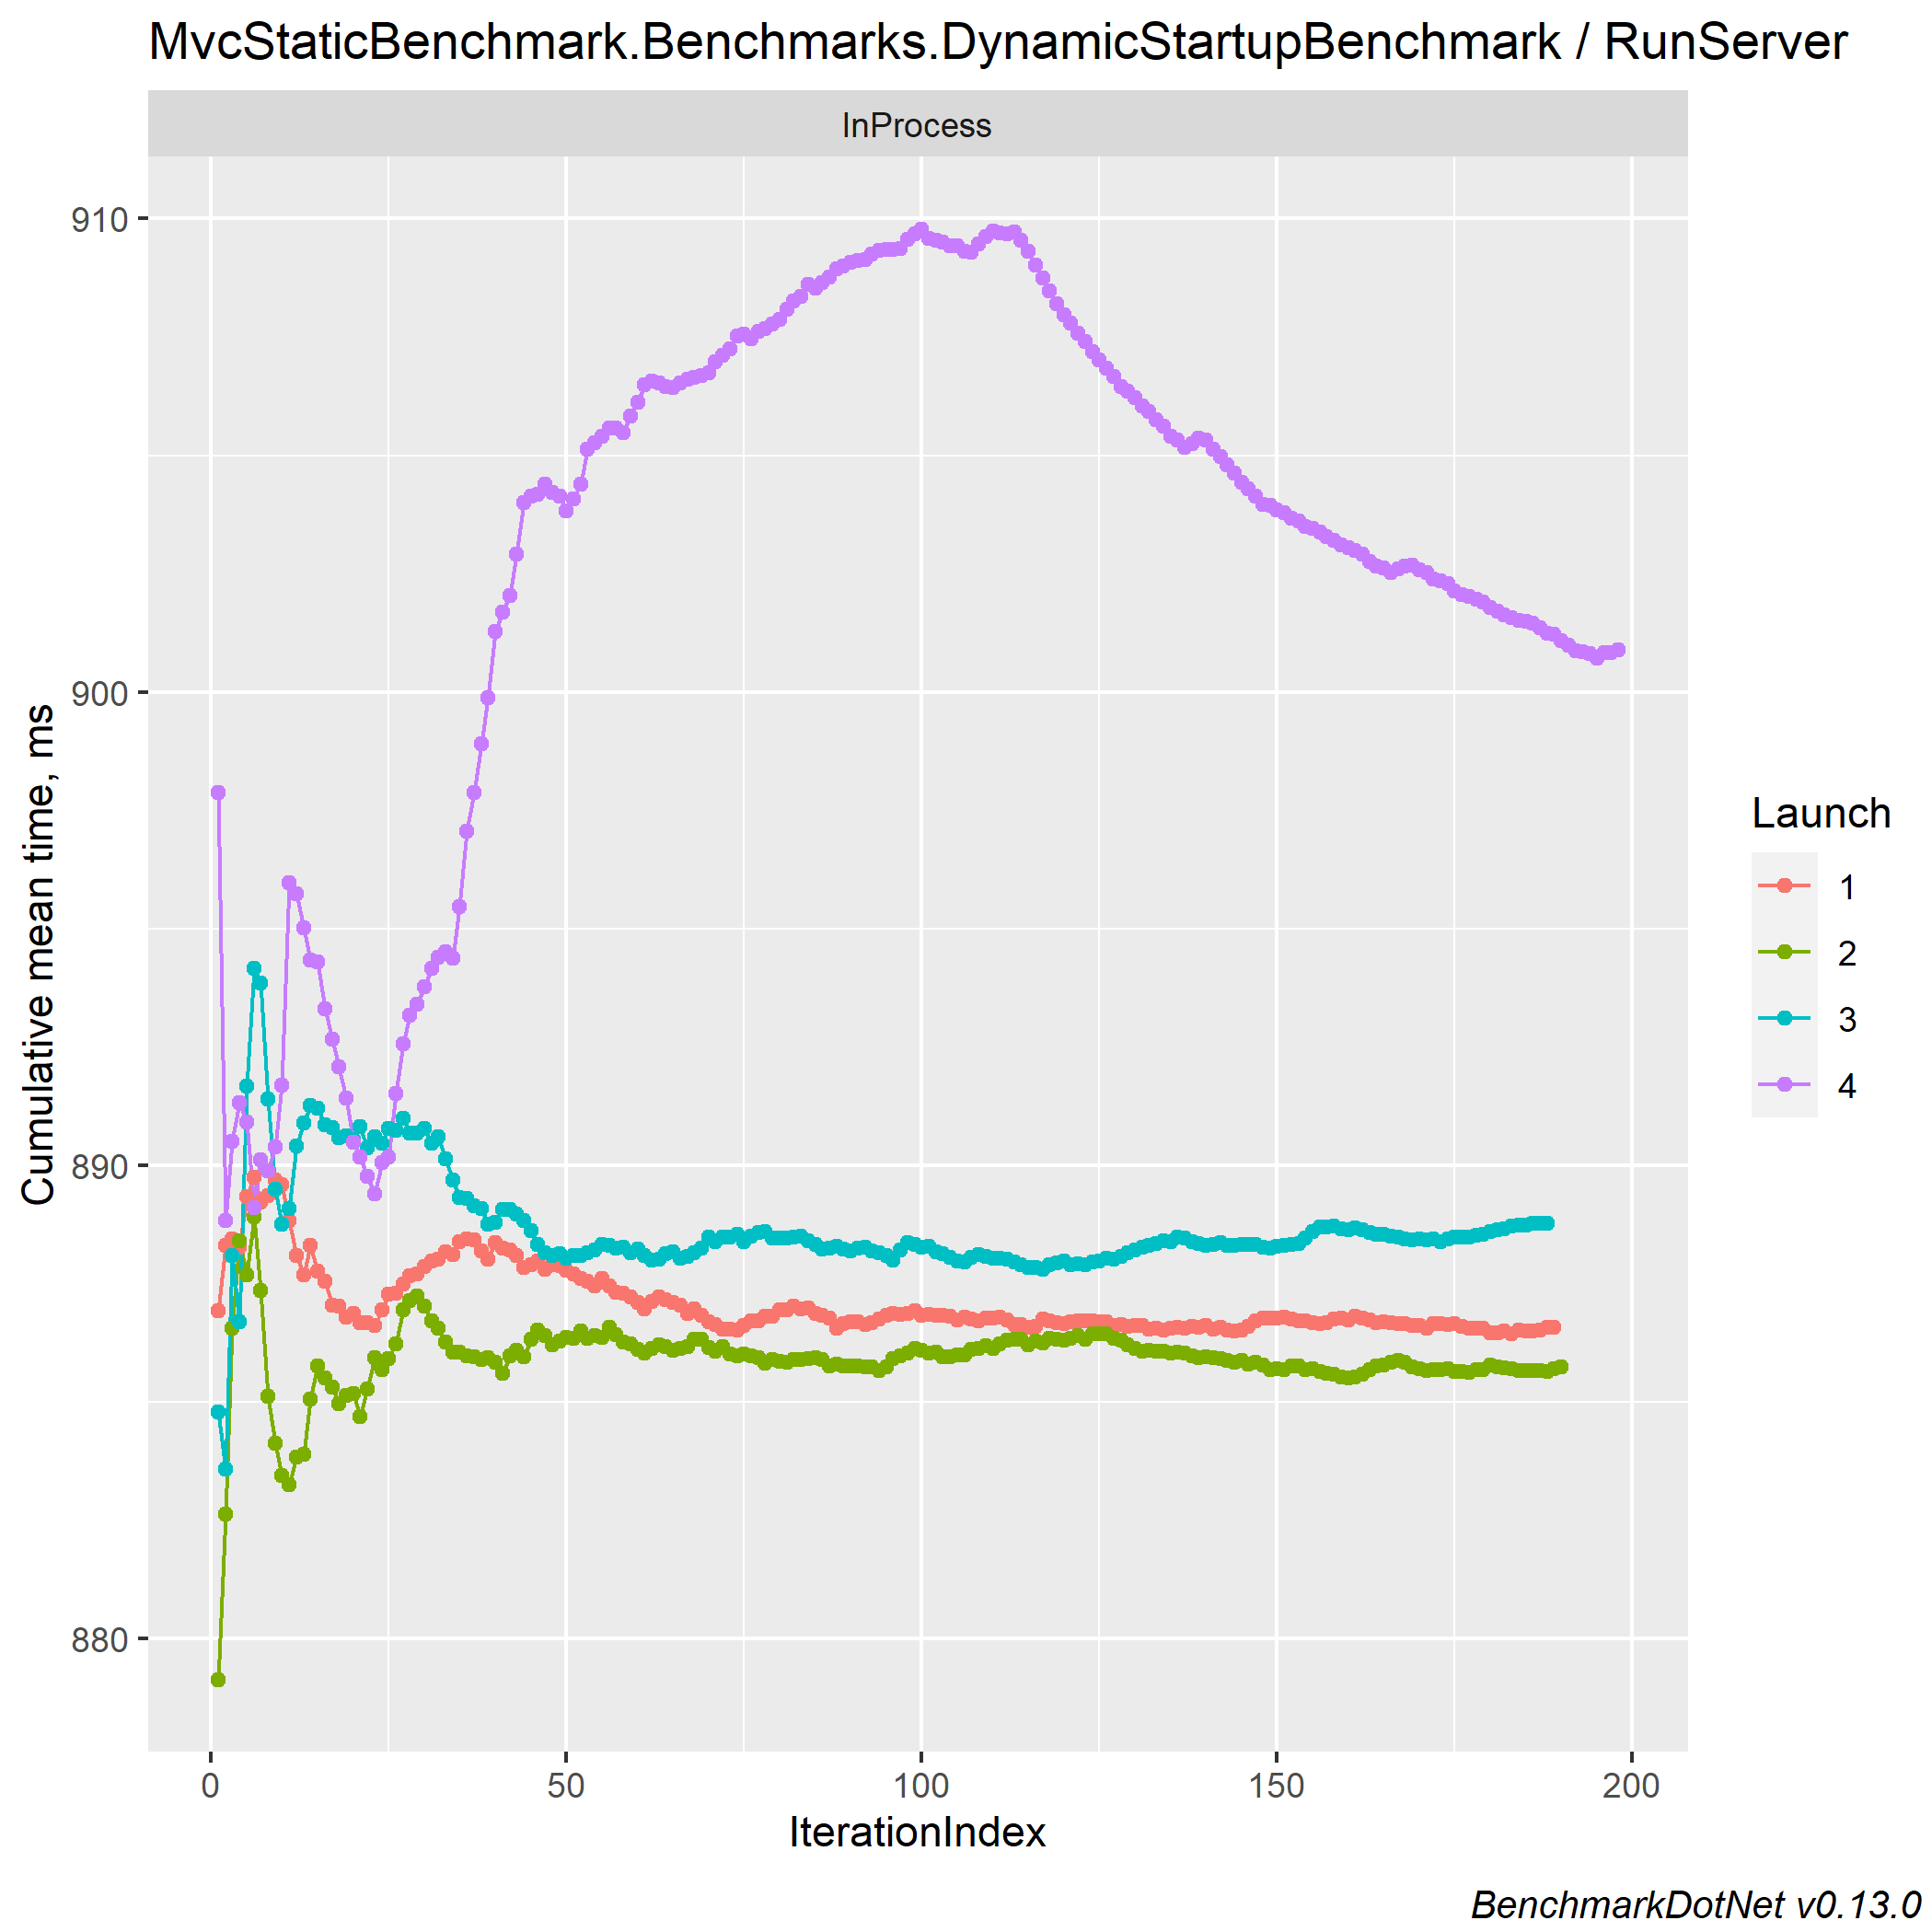 MvcStaticBenchmark.Benchmarks.DynamicStartupBenchmark / RunServer
InProcess
910
900
890
880
Cumulative mean time, ms
0 50 100 150 200
IterationIndex
Launch
1
2
3
4
BenchmarkDotNet v0.13.0